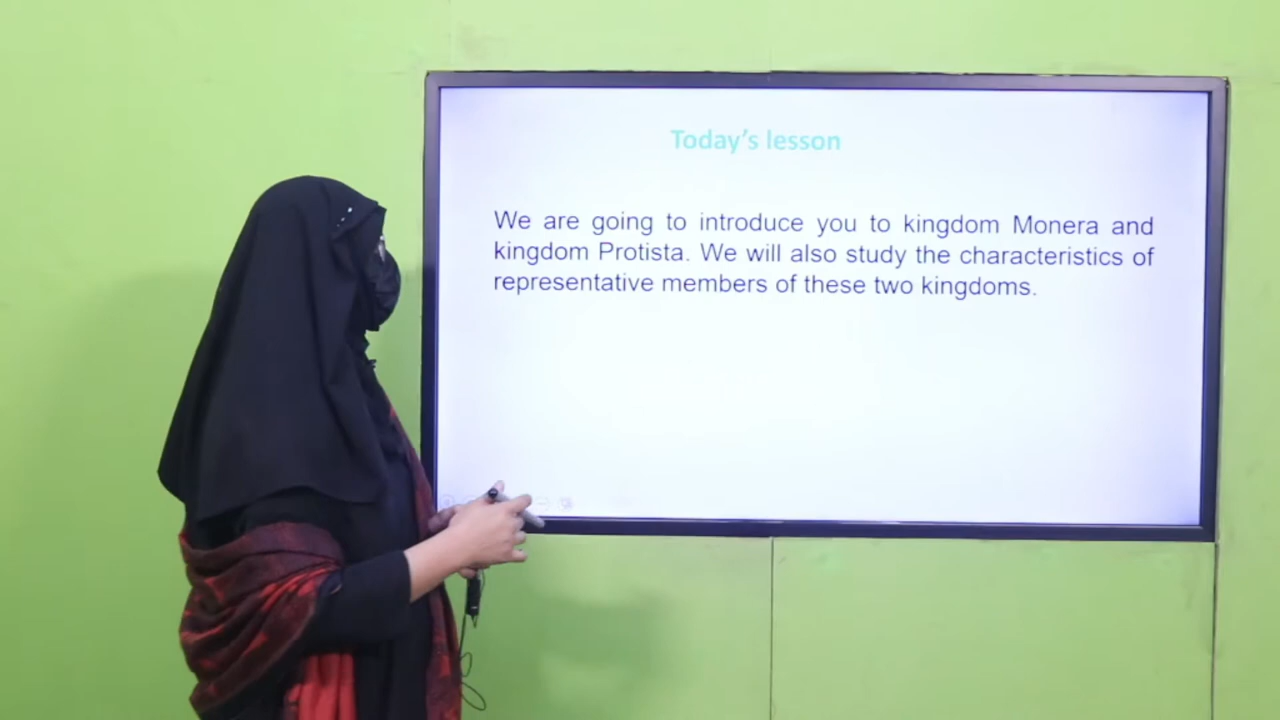 Today's lesson
We are going to introduce you to kingdom Monera and
kingdom Protista. We will also study the characteristics of
representative members of these two kingdoms.